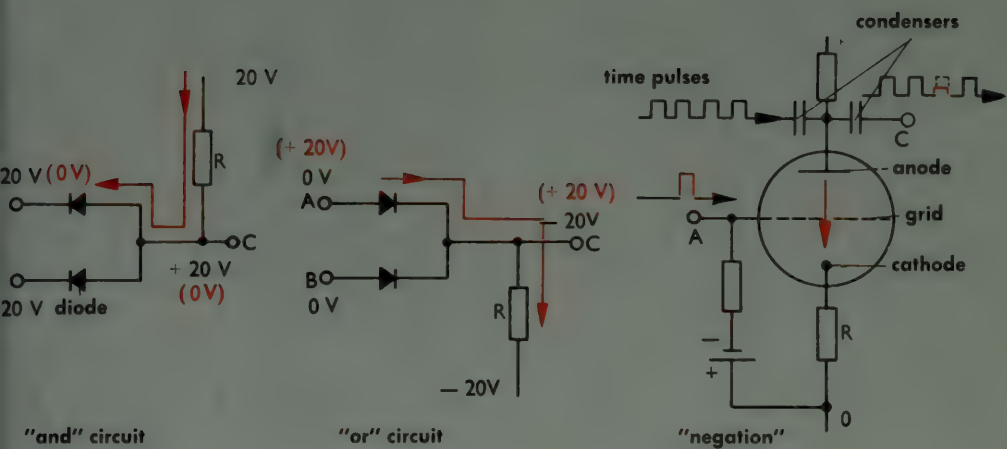 20 V
R
20 V (0V)
C
+ 20 V
(0V)
20 V diode
"and" circuit
(+ 20V)
0 V
A
(+ 20 V)
— 20V
C
B
0 V
R
— 20V
"or" circuit
condensers
+
time pulses
C
anode
A
grid
cathode
R
−
+
0
"negation"